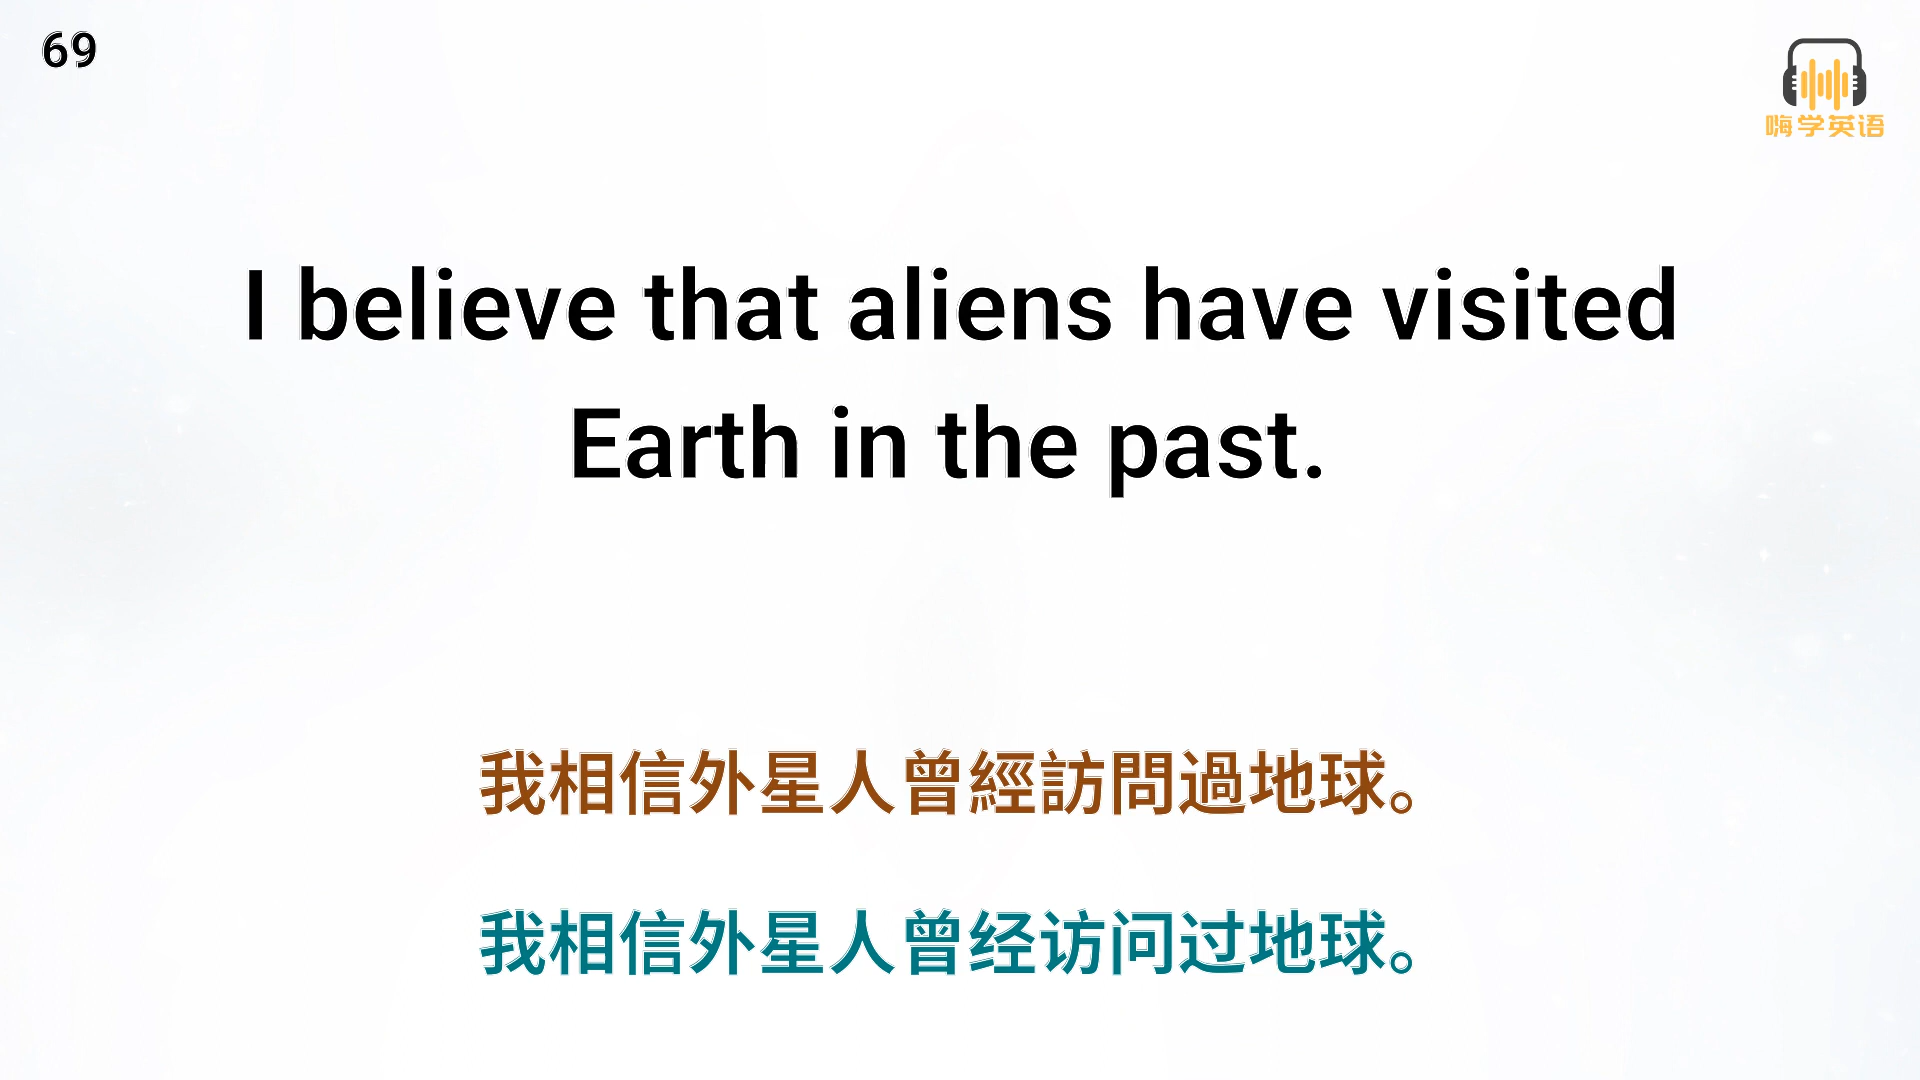 69
嗨学英语
I believe that aliens have visited
Earth in the past.
我相信外星人曾經訪問過地球。
我相信外星人曾经访问过地球。